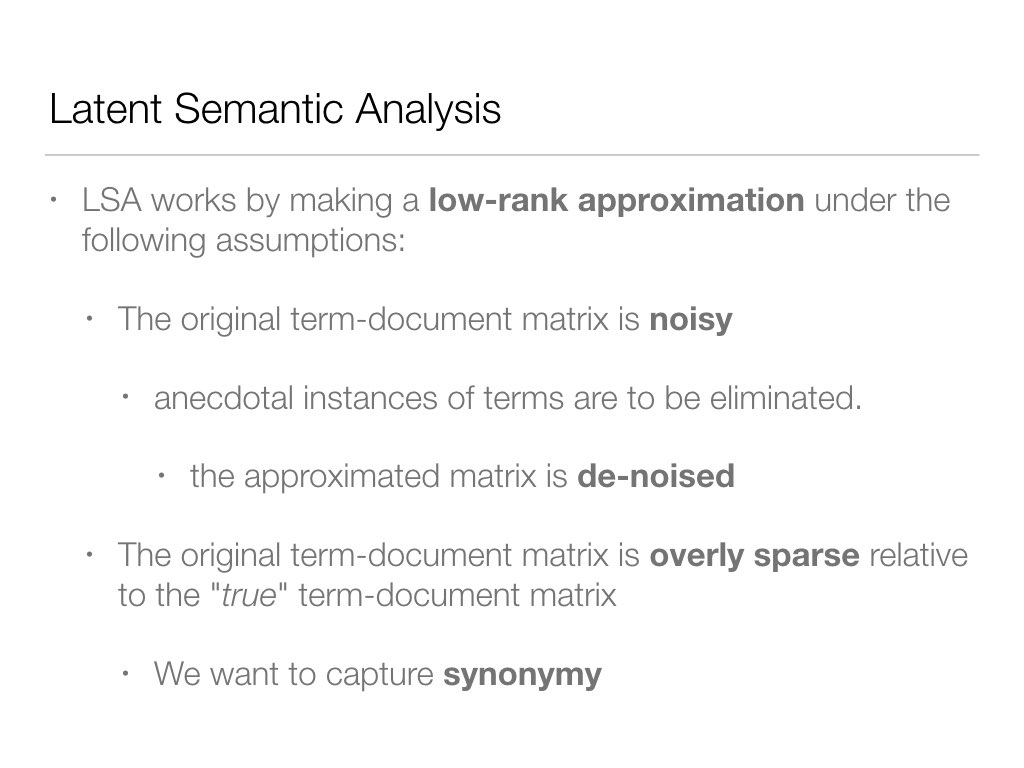 Latent Semantic Analysis
• LSA works by making a low-rank approximation under the
following assumptions:
• The original term-document matrix is noisy
• anecdotal instances of terms are to be eliminated.
• the approximated matrix is de-noised
• The original term-document matrix is overly sparse relative
to the "true" term-document matrix
• We want to capture synonymy